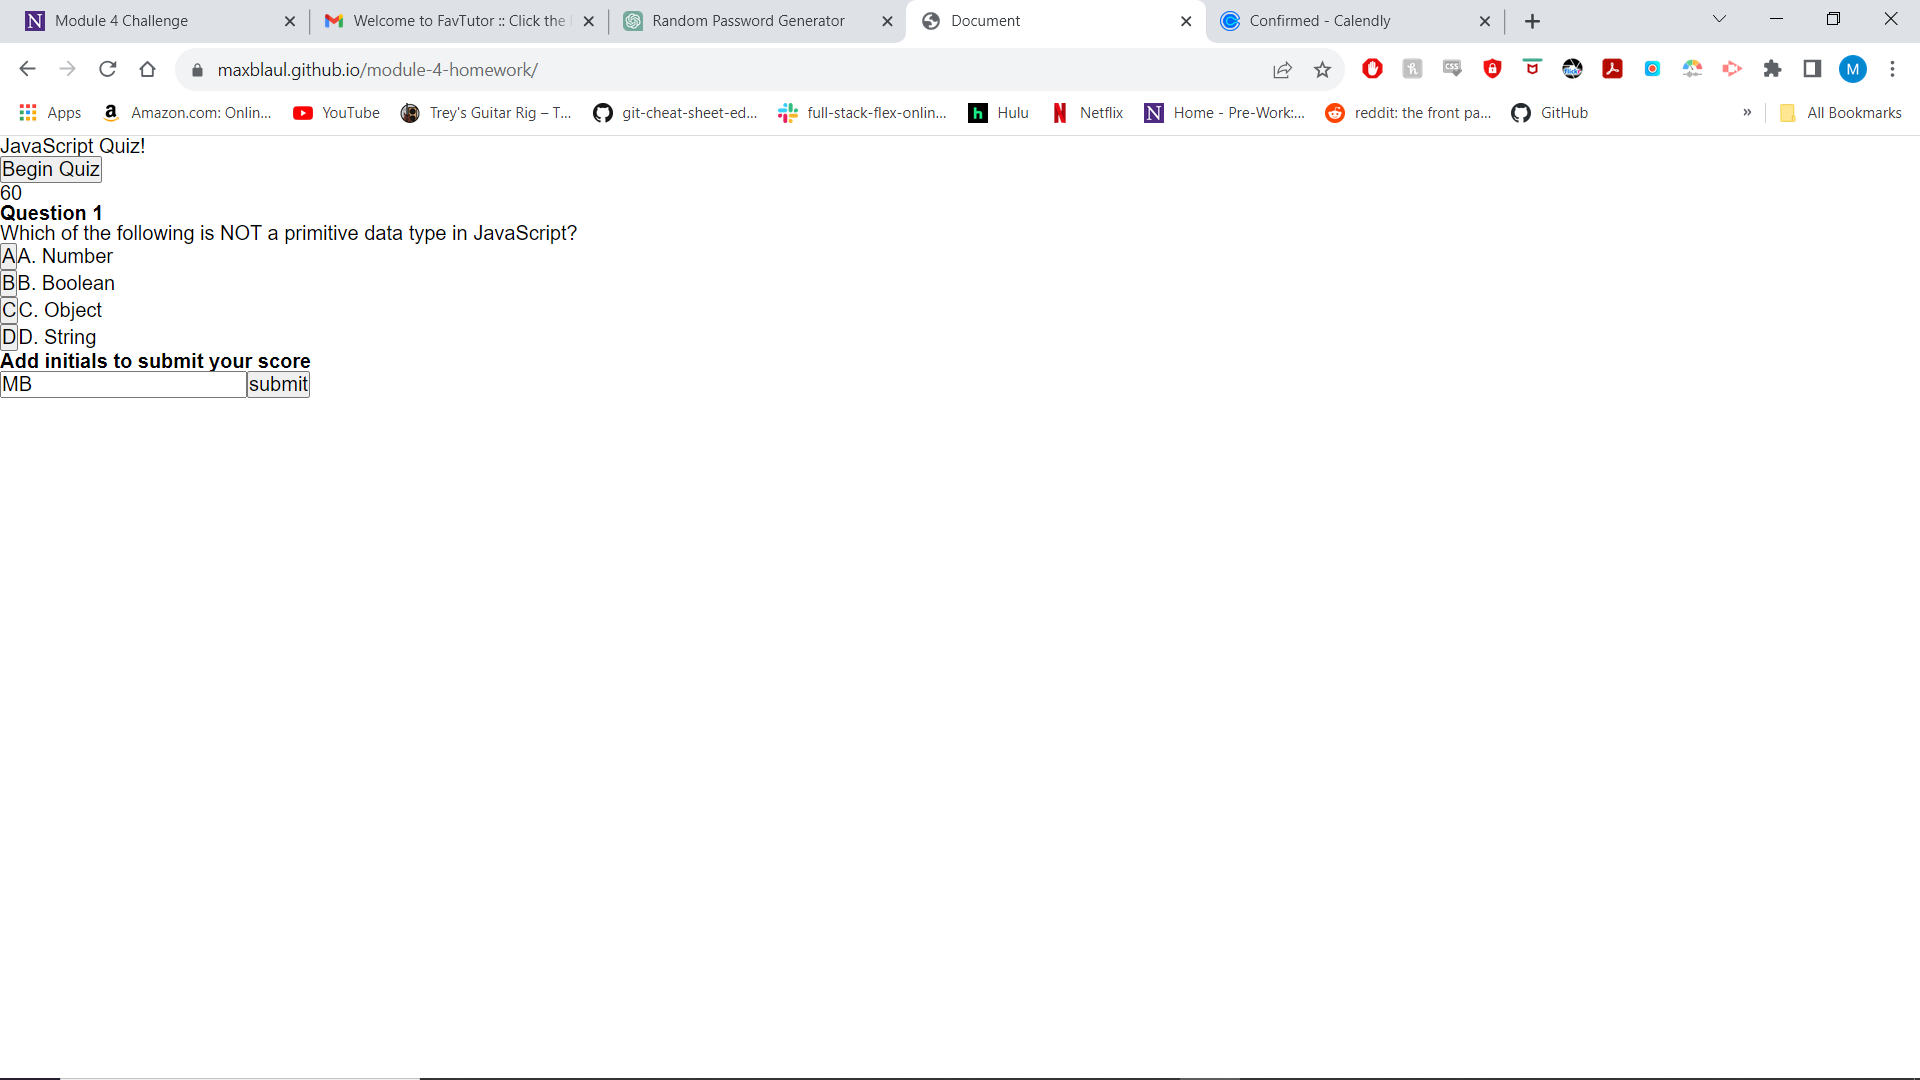 Module 4 Challenge
Welcome to FavTutor :: Click the
Random Password Generator
Document
Confirmed - Calendly
maxblaul.github.io/module-4-homework/
M
Apps
Amazon.com: Onlin...
YouTube
Trey's Guitar Rig – T...
git-cheat-sheet-ed...
full-stack-flex-onlin...
Hulu
Netflix
Home - Pre-Work:...
reddit: the front pa...
GitHub
»
All Bookmarks
JavaScript Quiz!
Begin Quiz
60
Question 1
Which of the following is NOT a primitive data type in JavaScript?
A A. Number
B B. Boolean
C C. Object
D D. String
Add initials to submit your score
MB submit